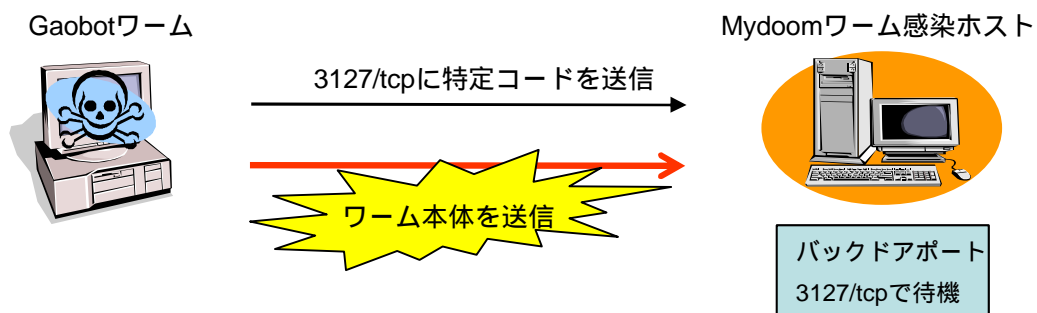 Gaobotワーム
Mydoomワーム感染ホスト
3127/tcpに特定コードを送信
ワーム本体を送信
バックドアポート
3127/tcpで待機